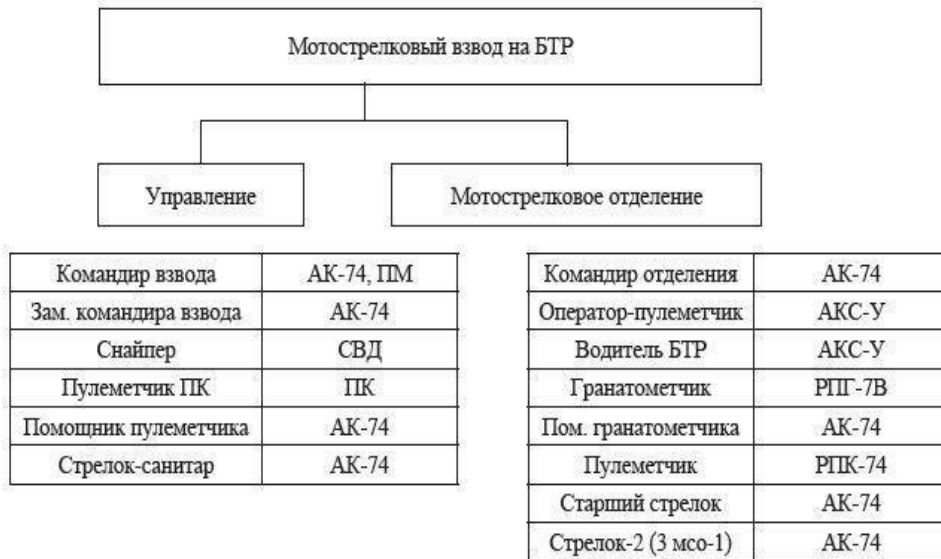 Мотострелковый взвод на БТР
Управление
Мотострелковое отделение
Командир взвода АК-74, ПМ
Зам. командира взвода АК-74
Снайпер СВД
Пулеметчик ПК ПК
Помощник пулеметчика АК-74
Стрелок-санитар АК-74
Командир отделения АК-74
Оператор-пулеметчик АКС-У
Водитель БТР АКС-У
Гранатометчик РПГ-7В
Пом. гранатометчика АК-74
Пулеметчик РПК-74
Старший стрелок АК-74
Стрелок-2 (3 мсо-1) АК-74